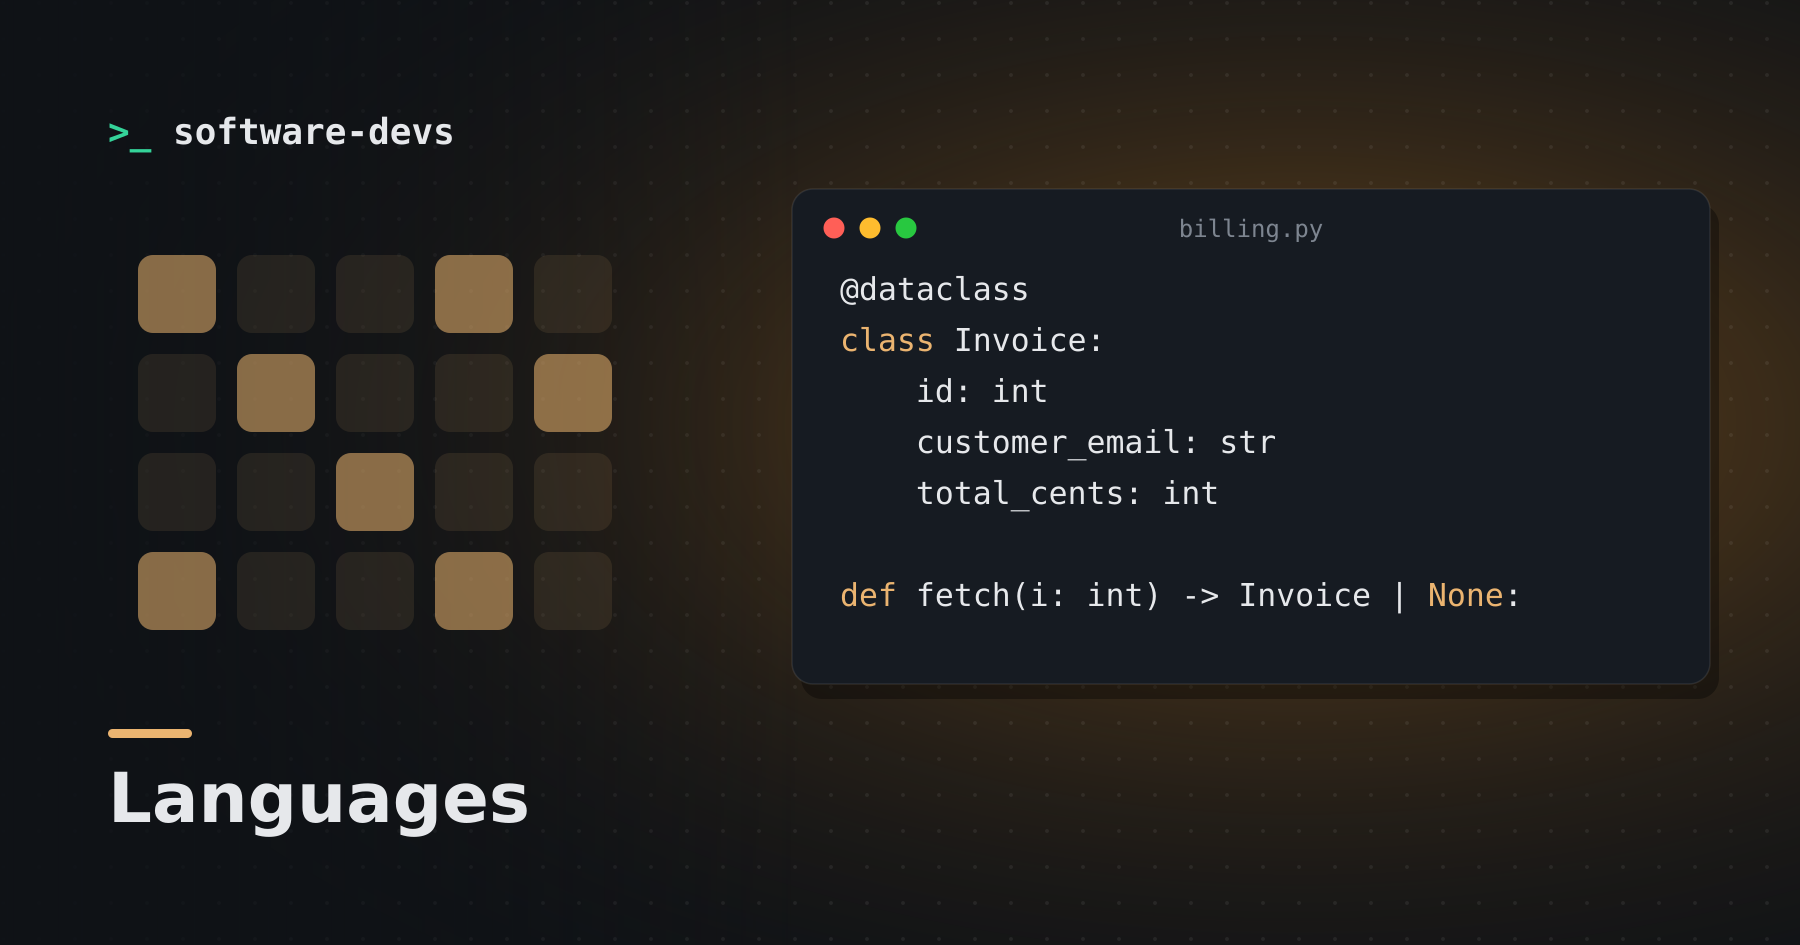 >_ software-devs
billing.py
@dataclass
class Invoice:
    id: int
    customer_email: str
    total_cents: int
def fetch(i: int) -> Invoice | None:
Languages